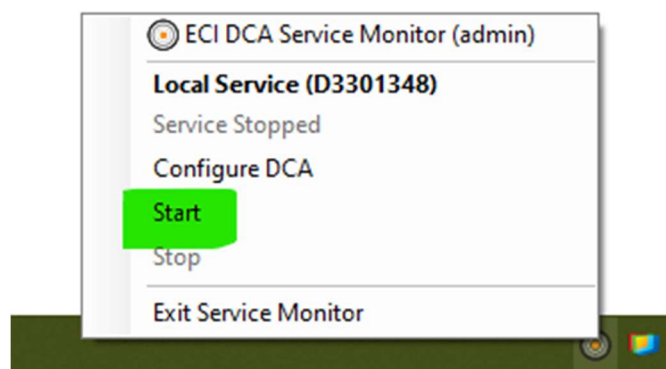 ECI DCA Service Monitor (admin)
Local Service (D3301348)
Service Stopped
Configure DCA
Start
Stop
Exit Service Monitor